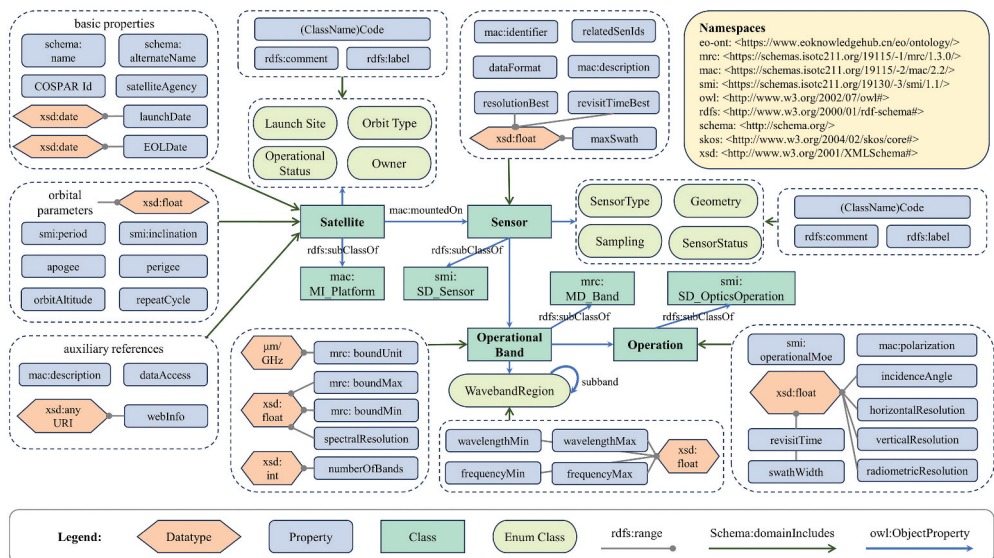 basic properties
schema:
name
schema:
alternateName
COSPAR Id
satelliteAgency
xsd:date
launchDate
xsd:date
EOLDate
(ClassName)Code
rdfs:comment
rdfs:label
Launch Site
Orbit Type
Operational
Status
Owner
mac:identifier
relatedSenIds
dataFormat
mac:description
resolutionBest
revisitTimeBest
xsd:float
maxSwath
Namespaces
eo-ont: <https://www.eoknowledgehub.cn/eo/ontology/>
mrc: <https://schemas.isotc211.org/19115/-1/mrc/1.3.0/>
mac: <https://schemas.isotc211.org/19115/-2/mac/2.2/>
smi: <https://schemas.isotc211.org/19130/-3/smi/1.1/>
owl: <http://www.w3.org/2002/07/owl#>
rdfs: <http://www.w3.org/2000/01/rdf-schema#>
schema: <http://schema.org/>
skos: <http://www.w3.org/2004/02/skos/core#>
xsd: <http://www.w3.org/2001/XMLSchema#>
orbital
parameters
xsd:float
smi:period
smi:inclination
apogee
perigee
orbitAltitude
repeatCycle
Satellite
mac:mountedOn
Sensor
rdfs:subClassOf
rdfs:subClassOf
mac:
MI_Platform
smi:
SD_Sensor
SensorType
Geometry
Sampling
SensorStatus
(ClassName)Code
rdfs:comment
rdfs:label
mrc:
MD_Band
smi:
SD_OpticsOperation
rdfs:subClassOf
rdfs:subClassOf
Operational
Band
Operation
WavebandRegion
subband
auxiliary references
mac:description
dataAccess
xsd:any
URI
webInfo
μm/
GHz
mrc: boundUnit
mrc: boundMax
xsd:
float
mrc: boundMin
spectralResolution
xsd:
int
numberOfBands
wavelengthMin
wavelengthMax
frequencyMin
frequencyMax
xsd:
float
smi:
operationalMoe
mac:polarization
xsd:float
incidenceAngle
horizontalResolution
revisitTime
verticalResolution
swathWidth
radiometricResolution
Legend:
Datatype
Property
Class
Enum Class
rdfs:range
Schema:domainIncludes
owl:ObjectProperty